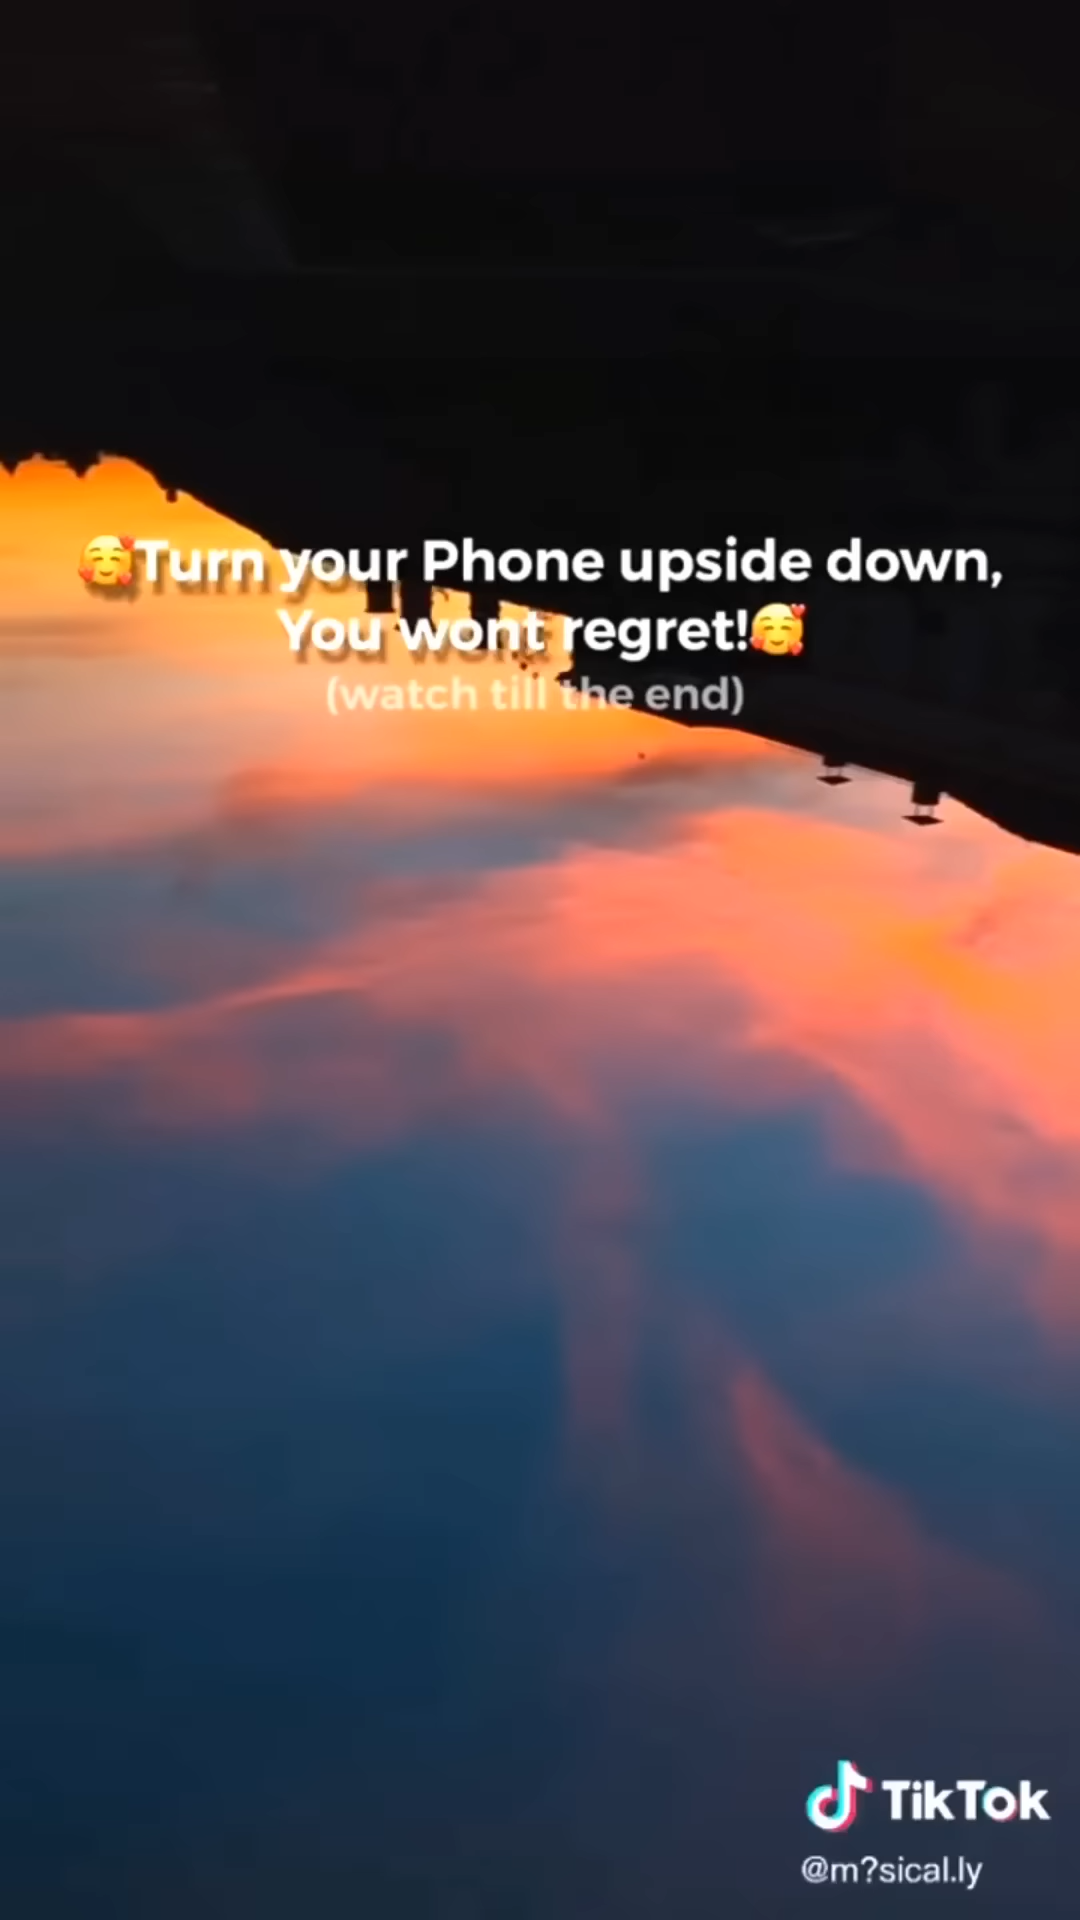 🥰Turn your Phone upside down,
You wont regret!🥰
(watch till the end)
TikTok
@m?sical.ly